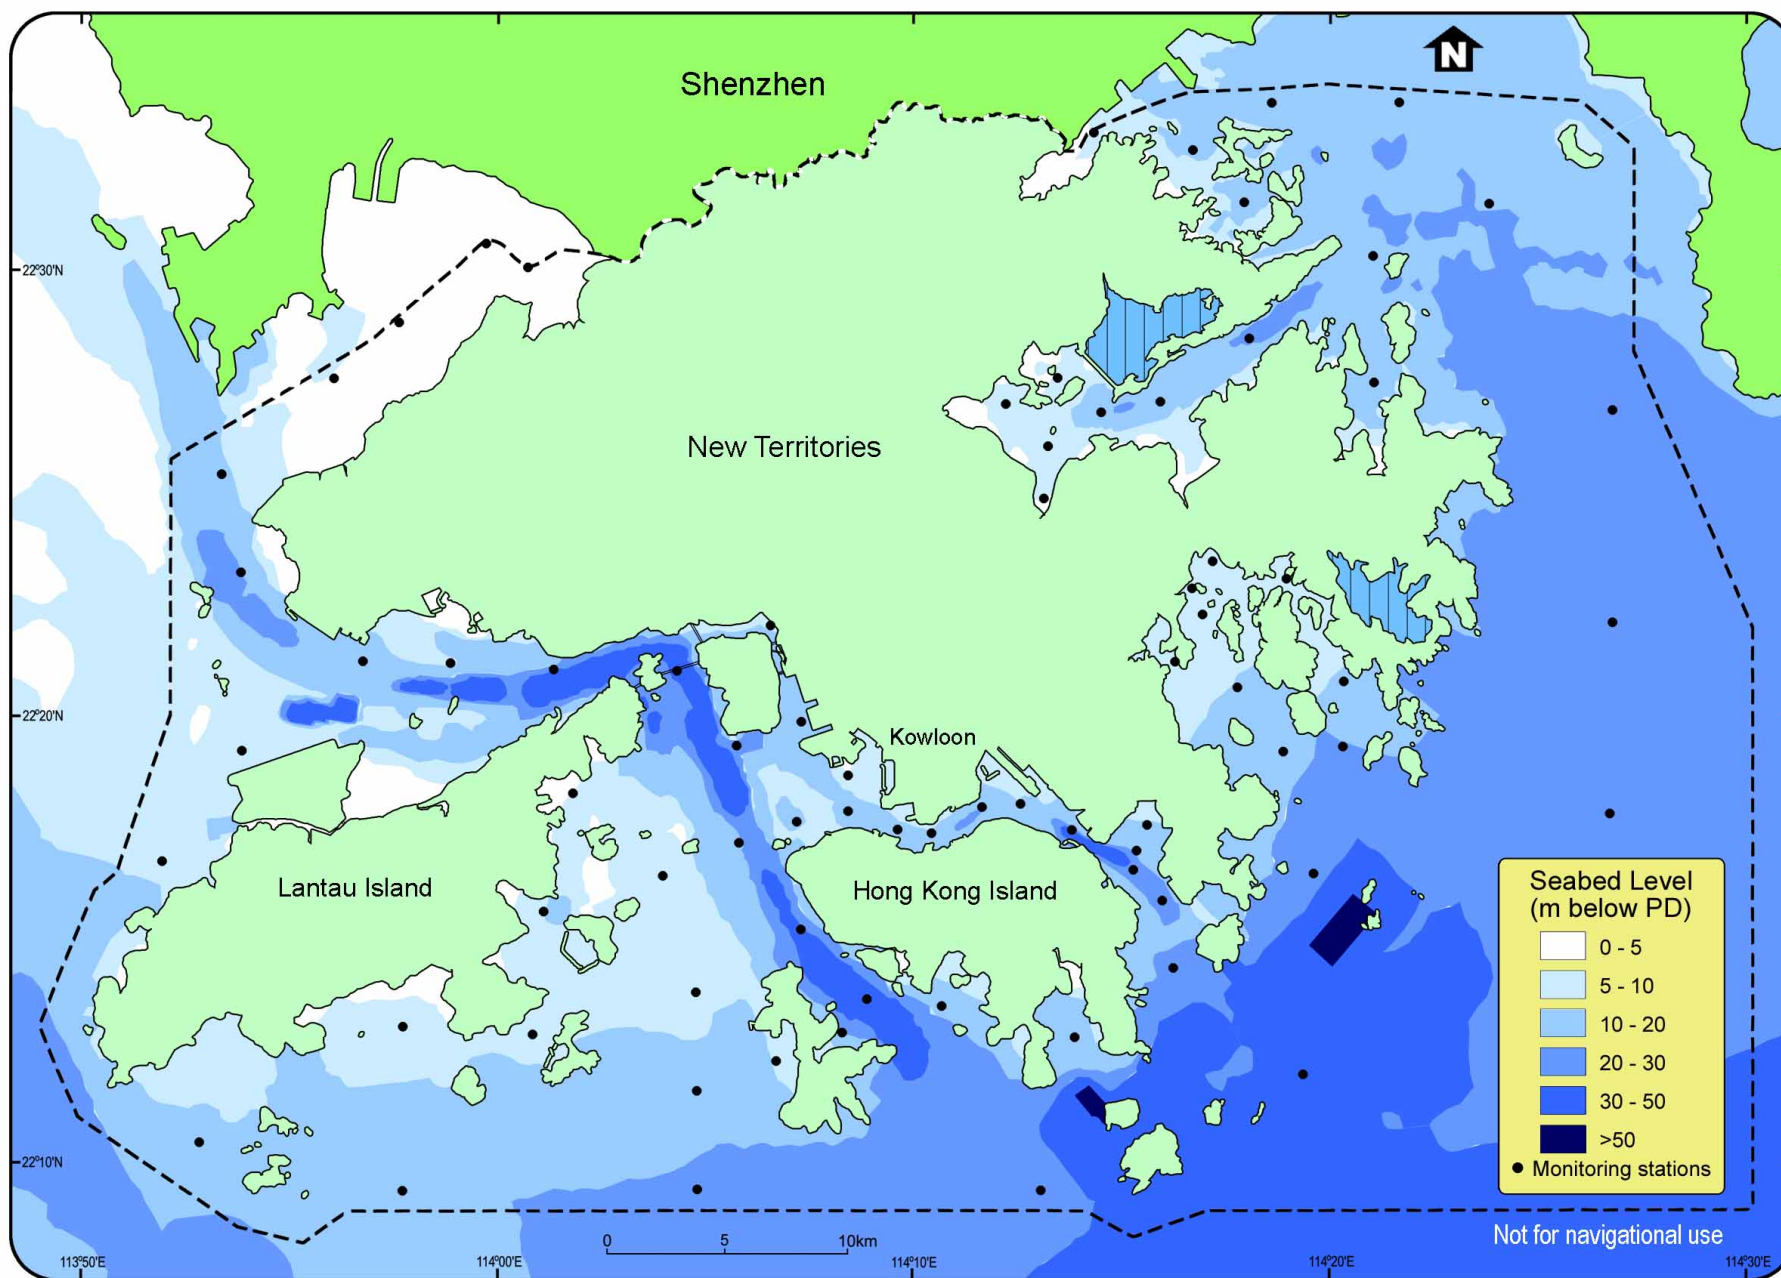 N
Shenzhen
22°30'N
New Territories
22°20'N
Kowloon
Lantau Island
Hong Kong Island
Seabed Level
(m below PD)
0 - 5
5 - 10
10 - 20
20 - 30
30 - 50
>50
Monitoring stations
22°10'N
Not for navigational use
0 5 10km
113°50'E 114°00'E 114°10'E 114°20'E 114°30'E